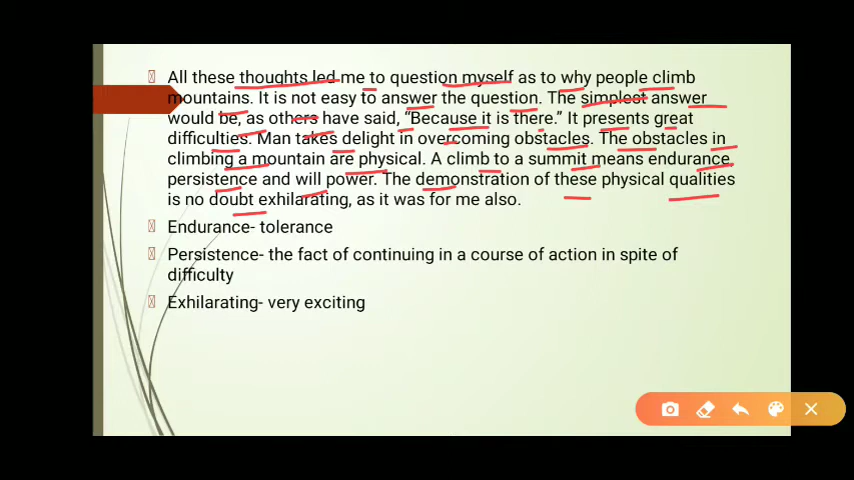 All these thoughts led me to question myself as to why people climb
mountains. It is not easy to answer the question. The simplest answer
would be, as others have said, “Because it is there.” It presents great
difficulties. Man takes delight in overcoming obstacles. The obstacles in
climbing a mountain are physical. A climb to a summit means endurance,
persistence and will power. The demonstration of these physical qualities
is no doubt exhilarating, as it was for me also.
Endurance- tolerance
Persistence- the fact of continuing in a course of action in spite of
difficulty
Exhilarating- very exciting